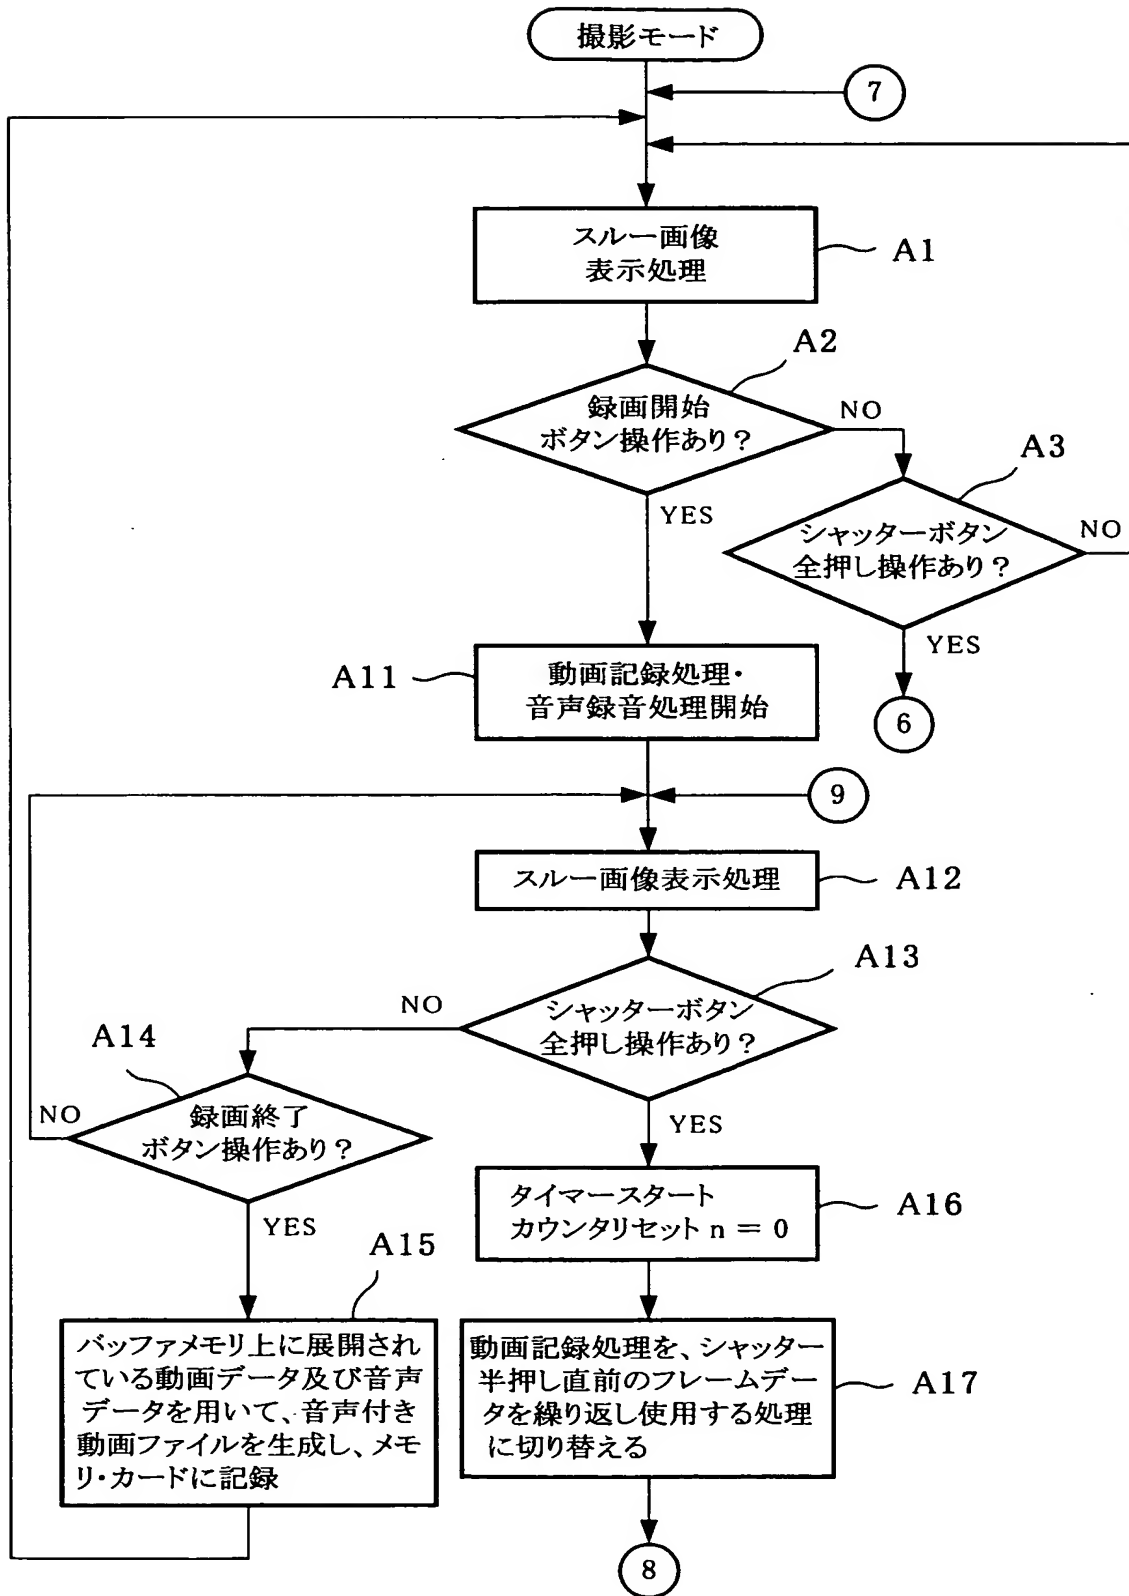 撮影モード
7
スルー画像
表示処理
A1
A2
録画開始
ボタン操作あり？
NO
YES
A3
シャッターボタン
全押し操作あり？
NO
YES
6
A11
動画記録処理・
音声録音処理開始
9
スルー画像表示処理
A12
A13
シャッターボタン
全押し操作あり？
NO
YES
A14
録画終了
ボタン操作あり？
NO
YES
A15
バッファメモリ上に展開され
ている動画データ及び音声
データを用いて、音声付き
動画ファイルを生成し、メモ
リ・カードに記録
タイマースタート
カウンタリセット n = 0
A16
動画記録処理を、シャッター
半押し直前のフレームデー
タを繰り返し使用する処理
に切り替える
A17
8